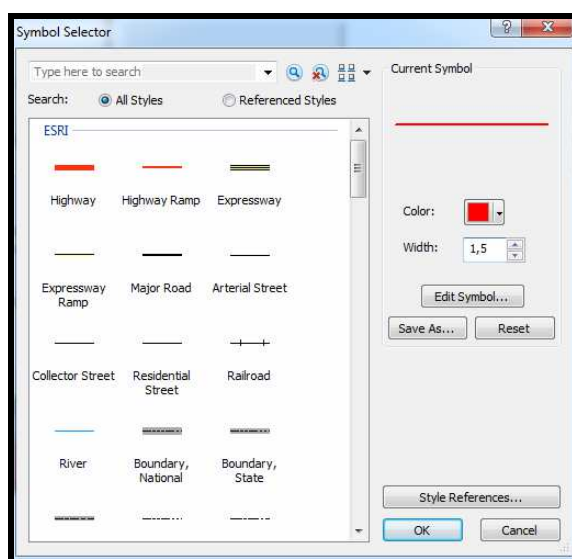 Symbol Selector
Type here to search
Search: All Styles Referenced Styles
ESRI
Highway Highway Ramp Expressway
Expressway Ramp Major Road Arterial Street
Collector Street Residential Street Railroad
River Boundary, National Boundary, State
Current Symbol
Color:
Width: 1,5
Edit Symbol...
Save As... Reset
Style References...
OK Cancel